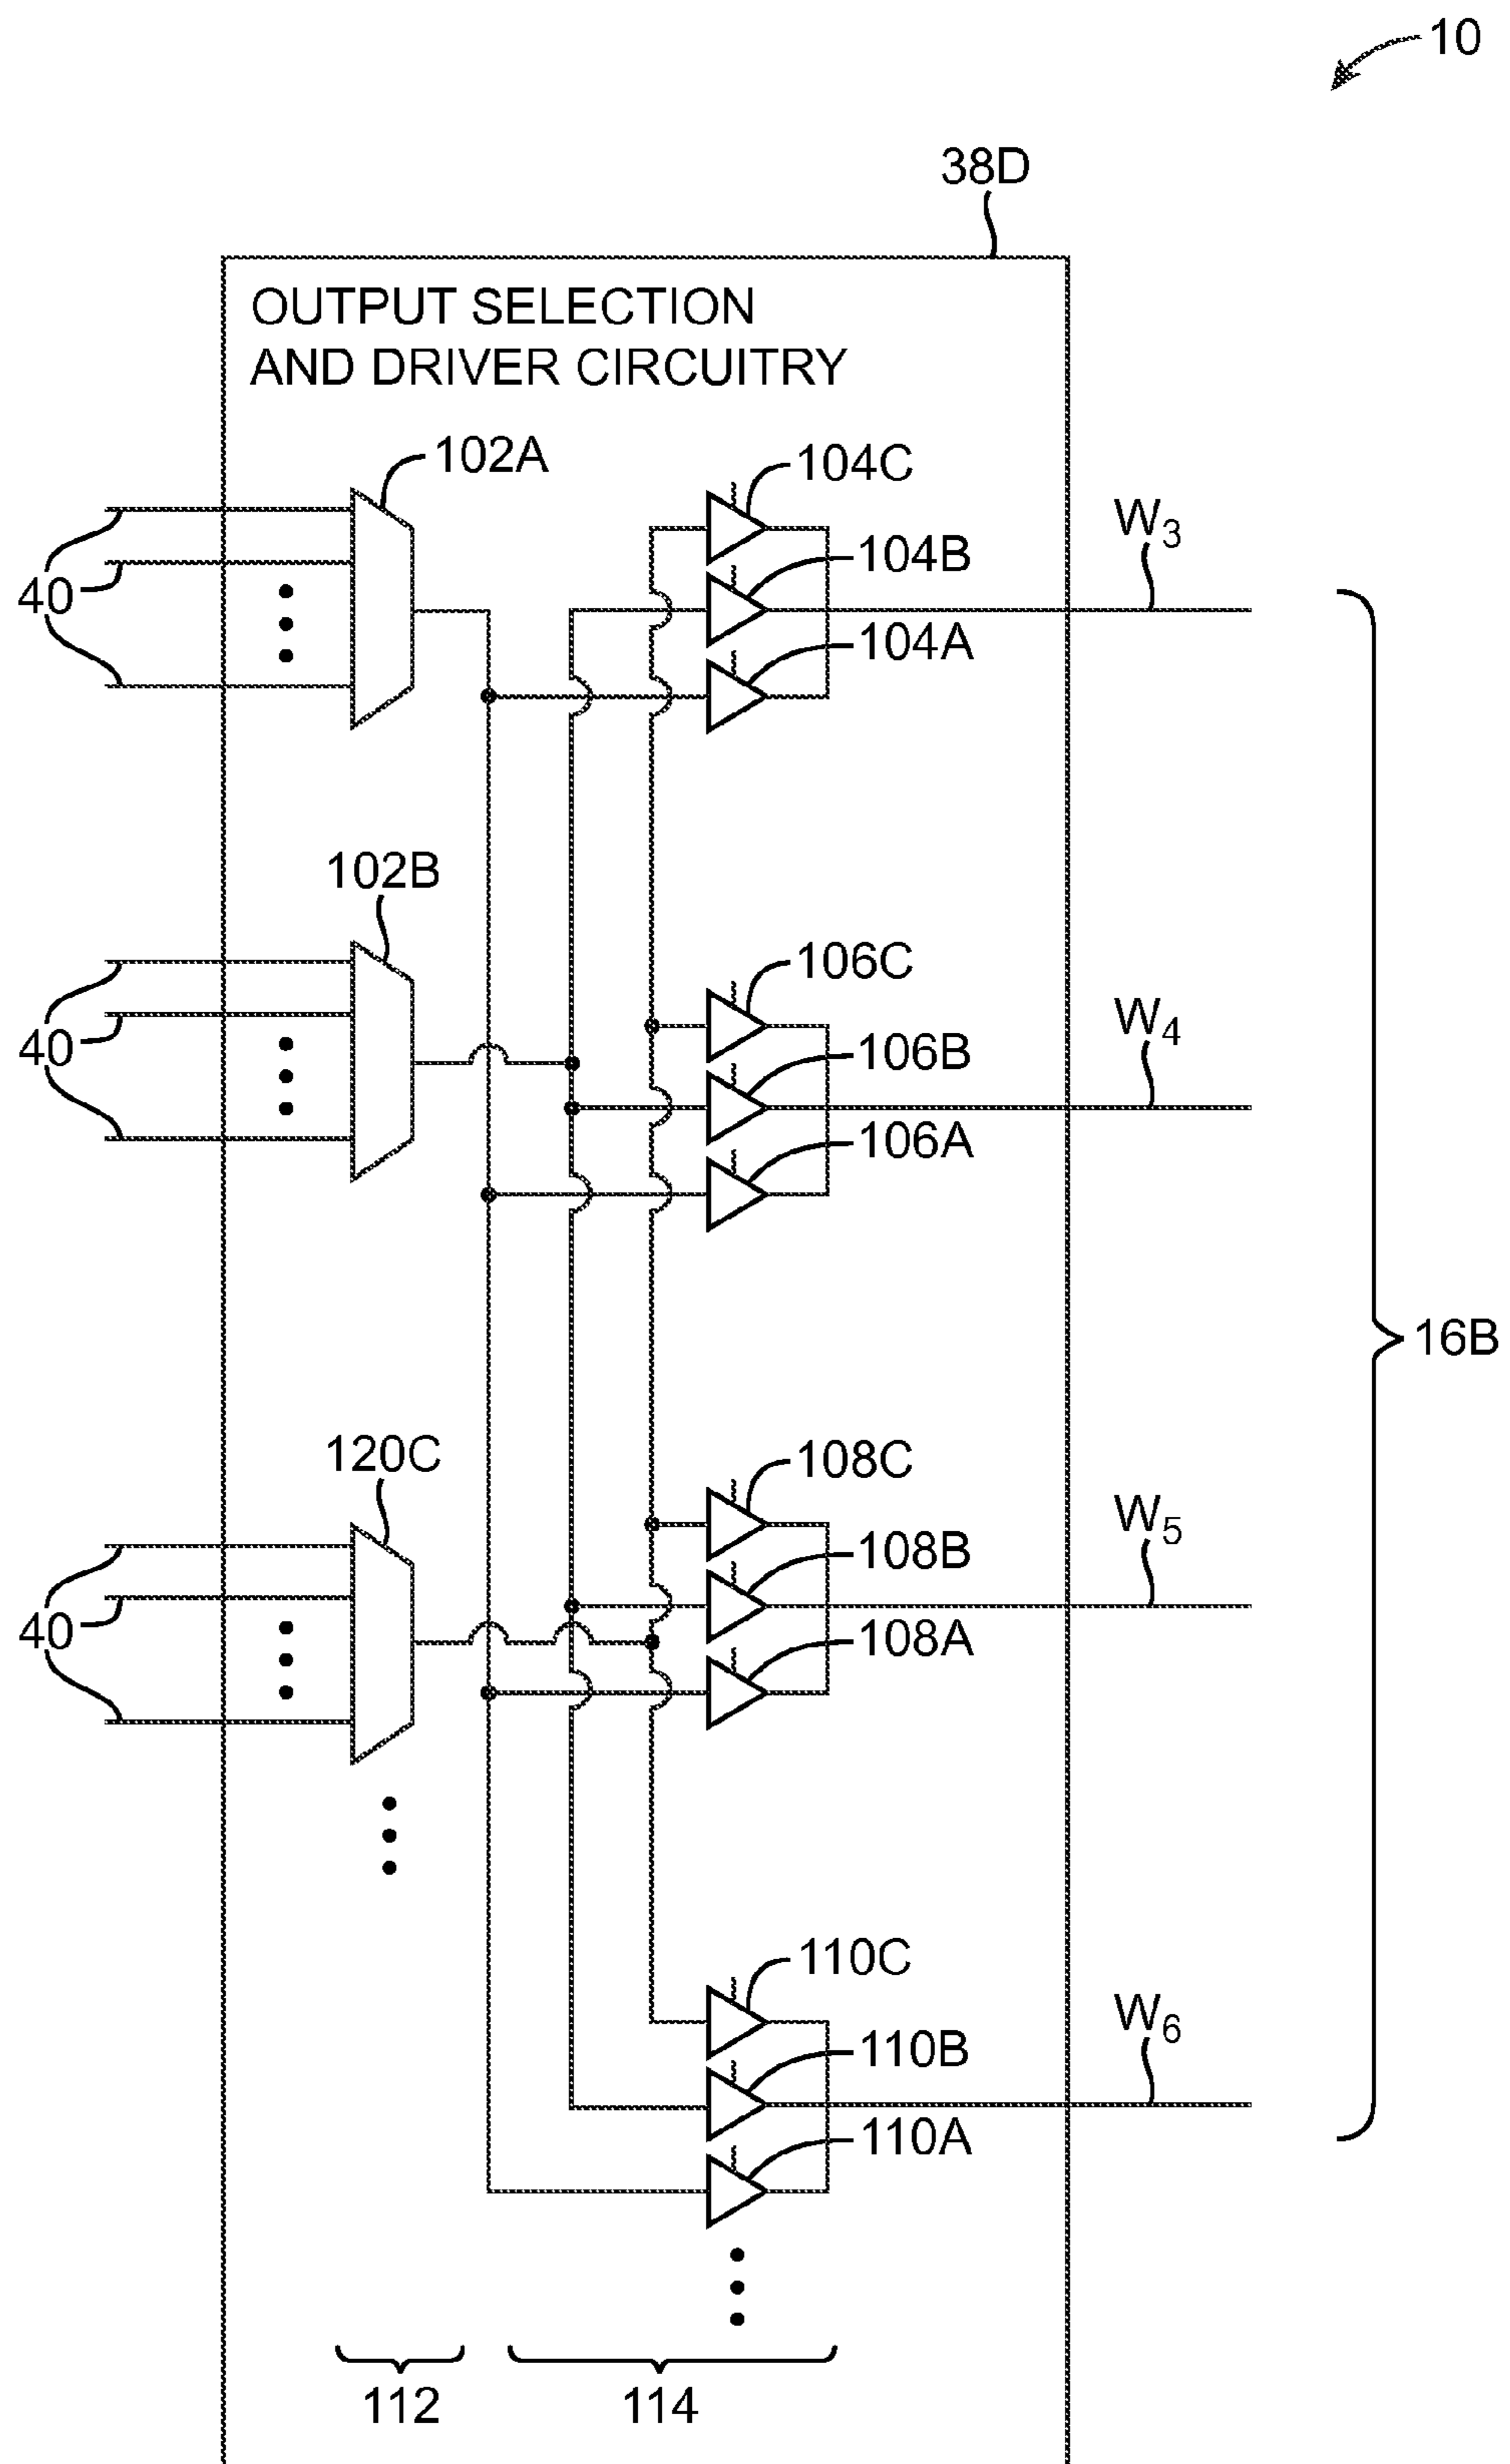 10
38D
OUTPUT SELECTION
AND DRIVER CIRCUITRY
102A
104C
W3
104B
40
104A
102B
106C
W4
106B
40
106A
16B
120C
108C
W5
108B
40
108A
110C
W6
110B
110A
112
114